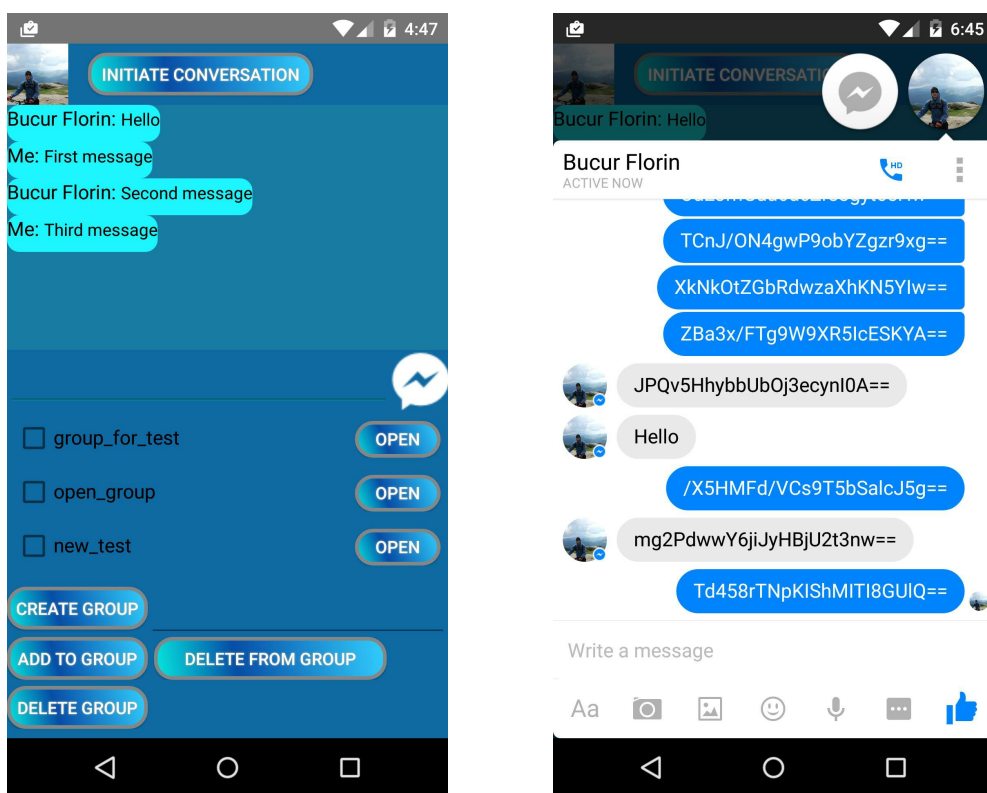 4:47
INITIATE CONVERSATION
Bucur Florin: Hello
Me: First message
Bucur Florin: Second message
Me: Third message
group_for_test
OPEN
open_group
OPEN
new_test
OPEN
CREATE GROUP
ADD TO GROUP
DELETE FROM GROUP
DELETE GROUP
6:45
INITIATE CONVERSATIO
Bucur Florin: Hello
Bucur Florin
HD
ACTIVE NOW
TCnJ/ON4gwP9obYZgzr9xg==
XkNkOtZGbRdwzaXhKN5YIw==
ZBa3x/FTg9W9XR5IcESKYA==
JPQv5HhybbUbOj3ecynI0A==
Hello
/X5HMFd/VCs9T5bSalcJ5g==
mg2PdwwY6jiJyHBjU2t3nw==
Td458rTNpKIShMITI8GUlQ==
Write a message
Aa